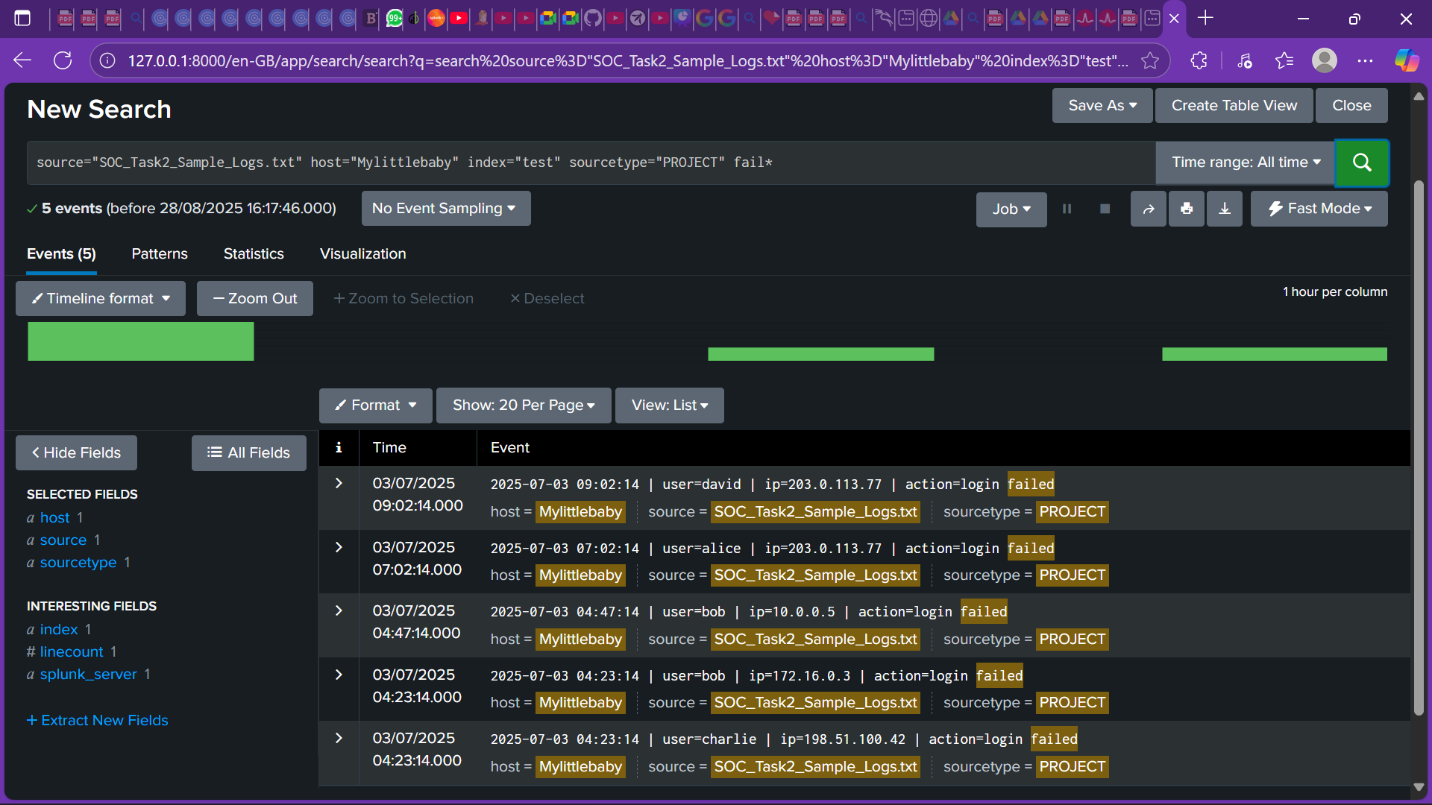 99+
127.0.0.1:8000/en-GB/app/search/search?q=search%20source%3D"SOC_Task2_Sample_Logs.txt"%20host%3D"Mylittlebaby"%20index%3D"test"...
New Search
Save As
Create Table View
Close
source="SOC_Task2_Sample_Logs.txt" host="Mylittlebaby" index="test" sourcetype="PROJECT" fail*
Time range: All time
5 events (before 28/08/2025 16:17:46.000)
No Event Sampling
Job
Fast Mode
Events (5)
Patterns
Statistics
Visualization
Timeline format
— Zoom Out
+ Zoom to Selection
× Deselect
1 hour per column
Format
Show: 20 Per Page
View: List
< Hide Fields
All Fields
i
Time
Event
SELECTED FIELDS
a host 1
a source 1
a sourcetype 1
INTERESTING FIELDS
a index 1
# linecount 1
a splunk_server 1
+ Extract New Fields
03/07/2025
09:02:14.000
2025-07-03 09:02:14 | user=david | ip=203.0.113.77 | action=login failed
host = Mylittlebaby source = SOC_Task2_Sample_Logs.txt sourcetype = PROJECT
03/07/2025
07:02:14.000
2025-07-03 07:02:14 | user=alice | ip=203.0.113.77 | action=login failed
host = Mylittlebaby source = SOC_Task2_Sample_Logs.txt sourcetype = PROJECT
03/07/2025
04:47:14.000
2025-07-03 04:47:14 | user=bob | ip=10.0.0.5 | action=login failed
host = Mylittlebaby source = SOC_Task2_Sample_Logs.txt sourcetype = PROJECT
03/07/2025
04:23:14.000
2025-07-03 04:23:14 | user=bob | ip=172.16.0.3 | action=login failed
host = Mylittlebaby source = SOC_Task2_Sample_Logs.txt sourcetype = PROJECT
03/07/2025
04:23:14.000
2025-07-03 04:23:14 | user=charlie | ip=198.51.100.42 | action=login failed
host = Mylittlebaby source = SOC_Task2_Sample_Logs.txt sourcetype = PROJECT